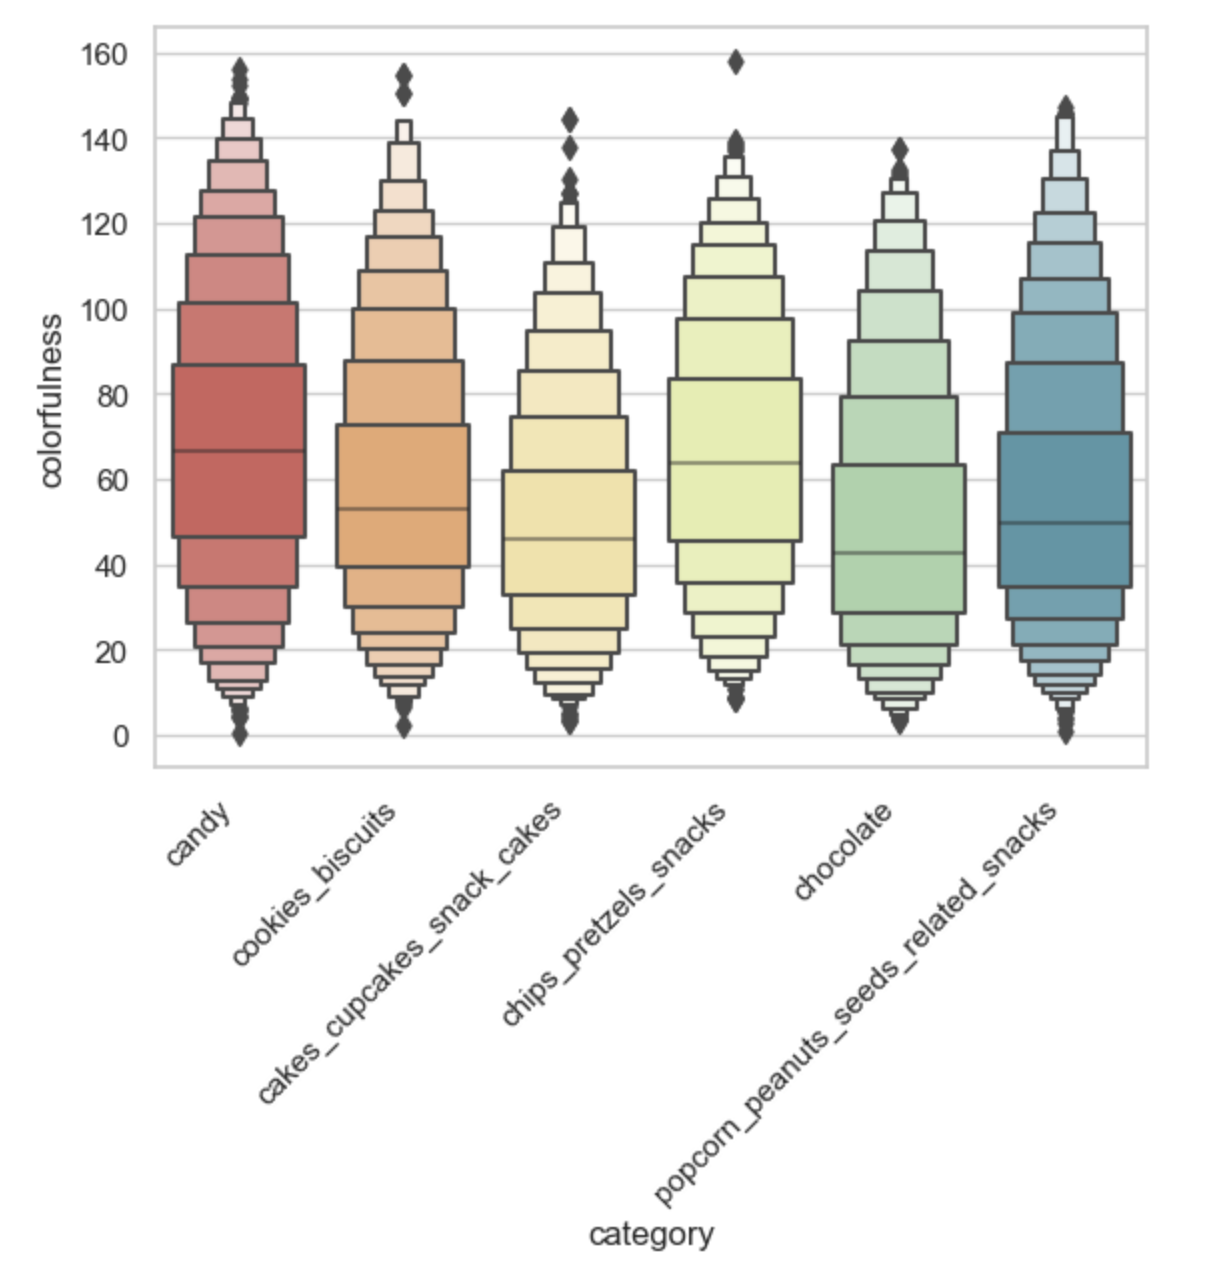 160
140
120
100
80
60
40
20
0
colorfulness
candy
cookies_biscuits
cakes_cupcakes_snack_cakes
chips_pretzels_snacks
chocolate
popcorn_peanuts_seeds_related_snacks
category